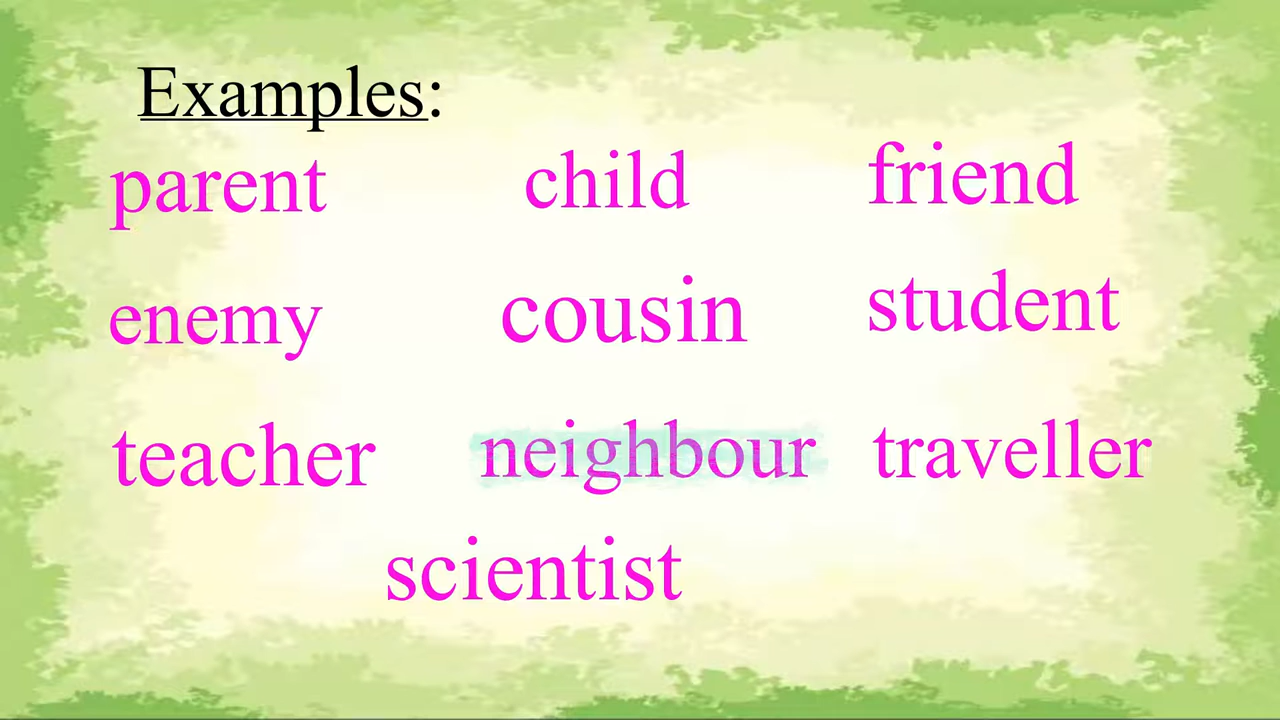 Examples:
parent child friend
enemy cousin student
teacher neighbour traveller
scientist